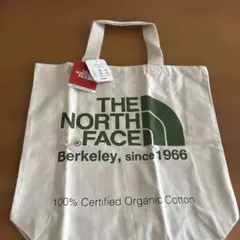 THE
NORTH
FACE
®
Berkeley, since 1966
100% Certified Organic Cotton